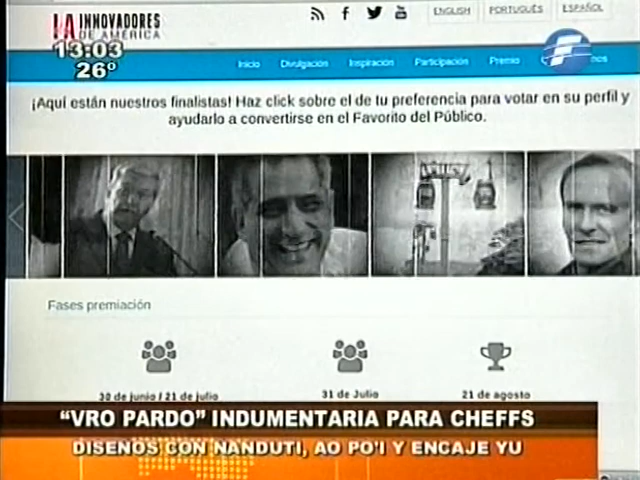 INNOVADORES
DE AMÉRICA
13:03
26º
ENGLISH
PORTUGUÊS
ESPAÑOL
Inicio
Divulgación
Inspiración
Participación
Premio
¡Aquí están nuestros finalistas! Haz click sobre el de tu preferencia para votar en su perfil y
ayudarlo a convertirse en el Favorito del Público.
Fases premiación
30 de junio / 21 de julio
31 de Julio
21 de agosto
"VRO PARDO" INDUMENTARIA PARA CHEFFS
DISENOS CON NANDUTI, AO PO'I Y ENCAJE YU